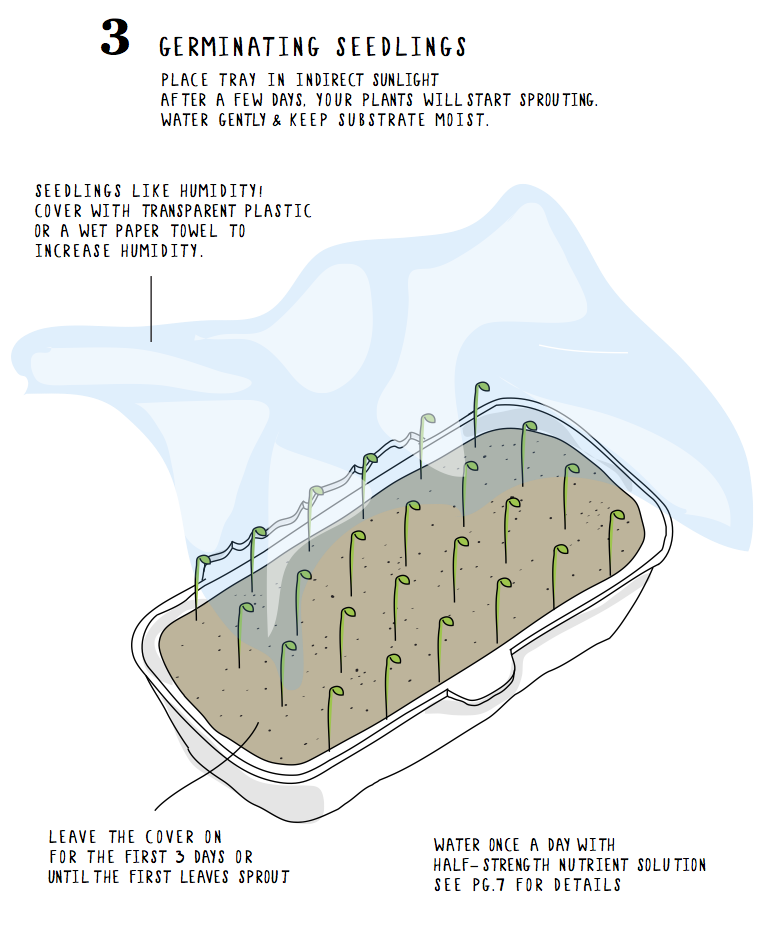 3 GERMINATING SEEDLINGS
PLACE TRAY IN INDIRECT SUNLIGHT
AFTER A FEW DAYS, YOUR PLANTS WILL START SPROUTING.
WATER GENTLY & KEEP SUBSTRATE MOIST.
SEEDLINGS LIKE HUMIDITY!
COVER WITH TRANSPARENT PLASTIC
OR A WET PAPER TOWEL TO
INCREASE HUMIDITY.
LEAVE THE COVER ON
FOR THE FIRST 3 DAYS OR
UNTIL THE FIRST LEAVES SPROUT
WATER ONCE A DAY WITH
HALF-STRENGTH NUTRIENT SOLUTION
SEE PG.7 FOR DETAILS